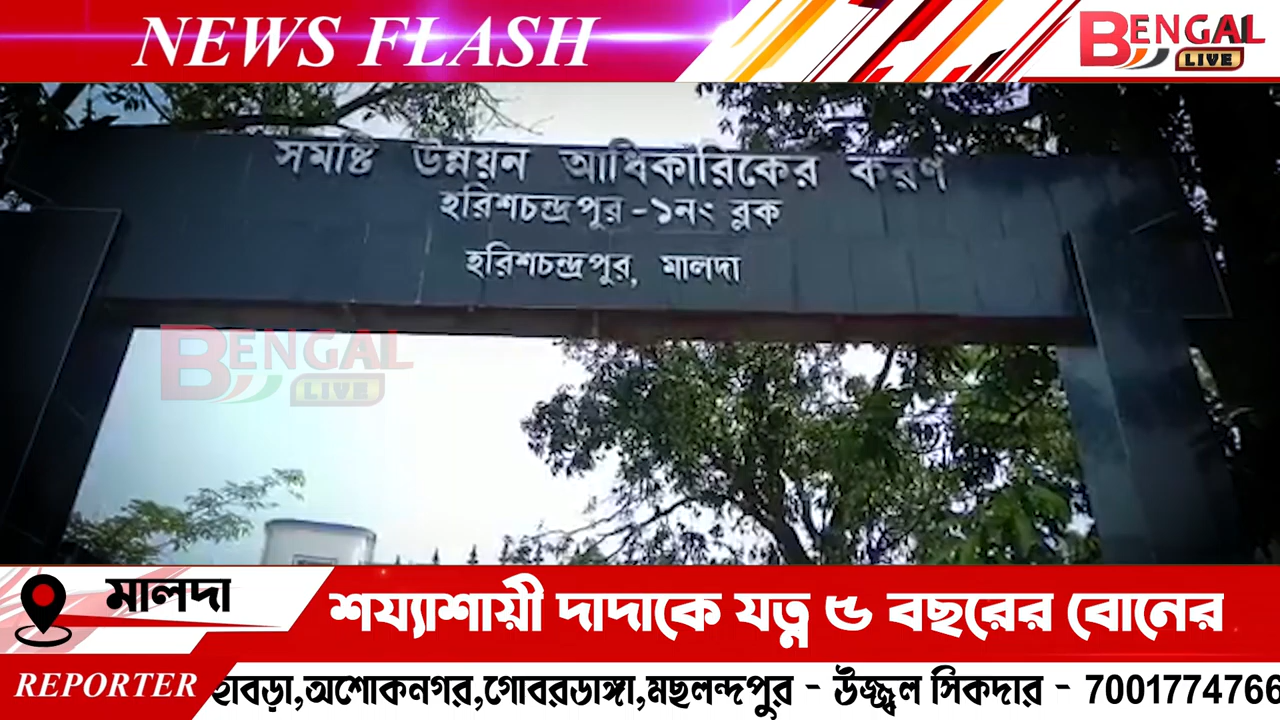 NEWS FLASH
BENGAL LIVE
সমষ্টি উন্নয়ন আধিকারিকের করণ
হরিশচন্দ্রপুর-১নং ব্লক
হরিশচন্দ্রপুর, মালদা
BENGAL LIVE
মালদা
শয্যাশায়ী দাদাকে যত্ন ৫ বছরের বোনের
REPORTER
হাবড়া,অশোকনগর,গোবরডাঙ্গা,মছলন্দপুর - উজ্জ্বল সিকদার - 7001774766